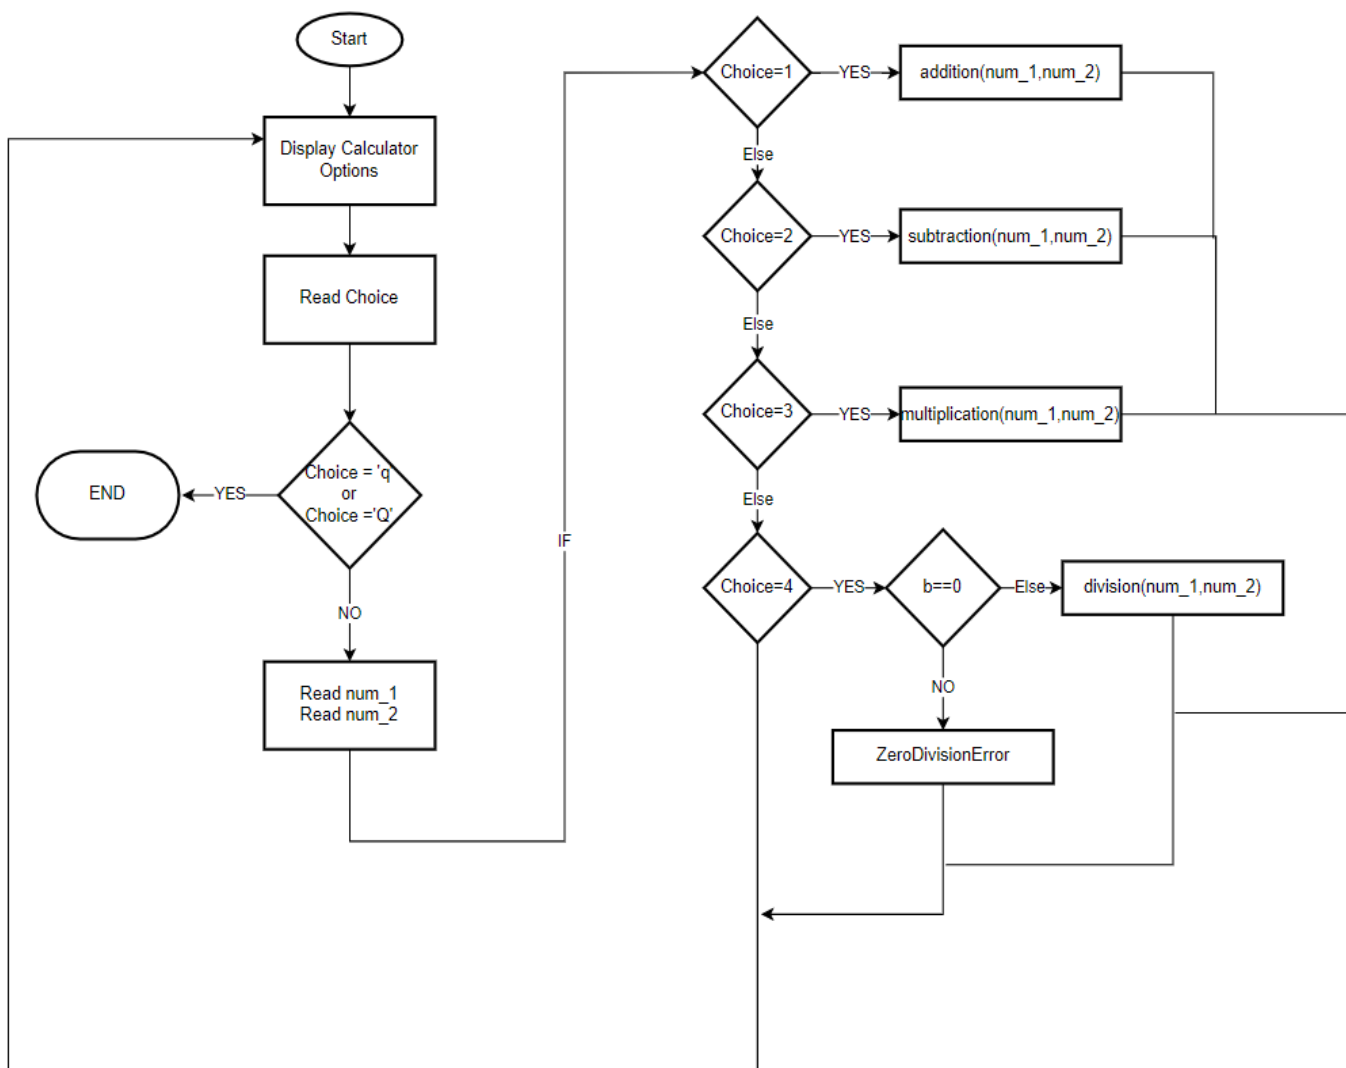 Start
Display Calculator
Options
Read Choice
Choice = 'q'
or
Choice ='Q'
YES
END
NO
Read num_1
Read num_2
IF
Choice=1
YES
addition(num_1,num_2)
Else
Choice=2
YES
subtraction(num_1,num_2)
Else
Choice=3
YES
multiplication(num_1,num_2)
Else
Choice=4
YES
b==0
Else
division(num_1,num_2)
NO
ZeroDivisionError